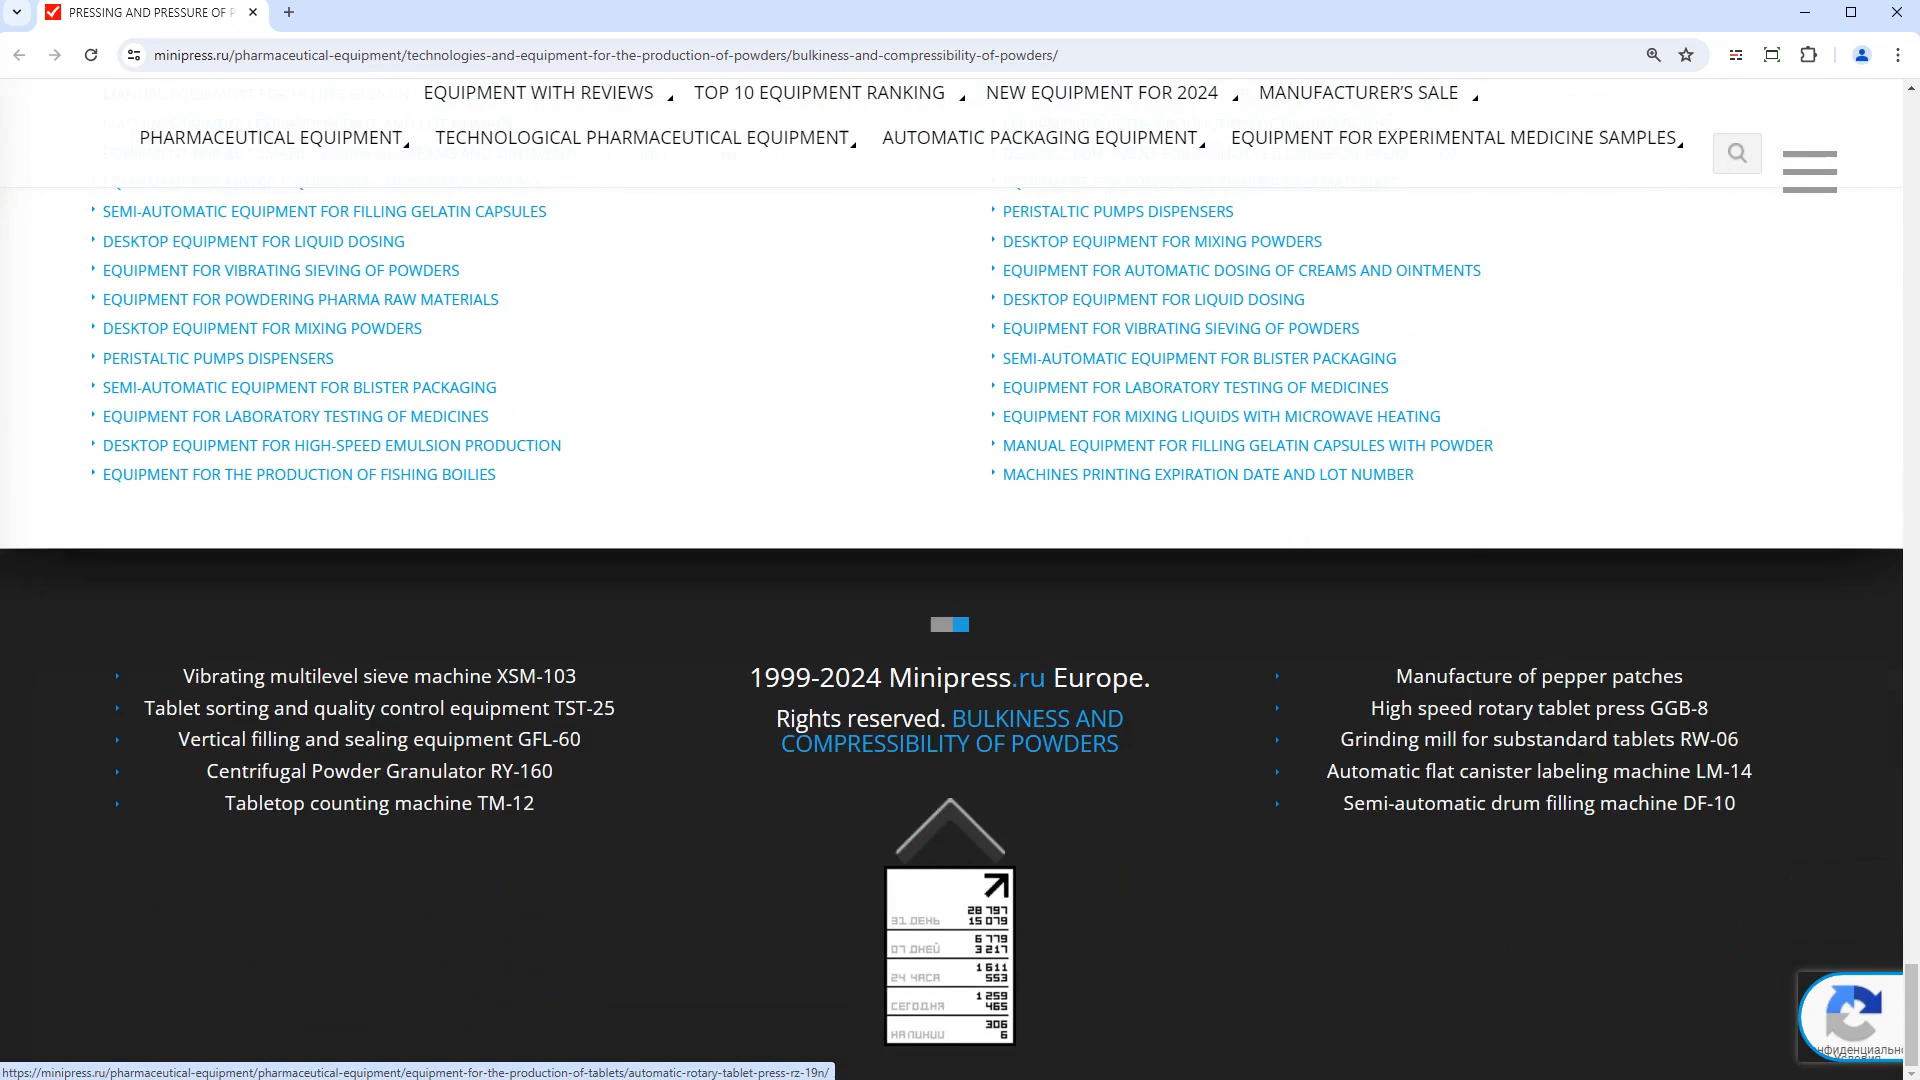 PRESSING AND PRESSURE OF P
minipress.ru/pharmaceutical-equipment/technologies-and-equipment-for-the-production-of-powders/bulkiness-and-compressibility-of-powders/
EQUIPMENT WITH REVIEWS TOP 10 EQUIPMENT RANKING NEW EQUIPMENT FOR 2024 MANUFACTURER'S SALE
PHARMACEUTICAL EQUIPMENT TECHNOLOGICAL PHARMACEUTICAL EQUIPMENT AUTOMATIC PACKAGING EQUIPMENT EQUIPMENT FOR EXPERIMENTAL MEDICINE SAMPLES
SEMI-AUTOMATIC EQUIPMENT FOR FILLING GELATIN CAPSULES
DESKTOP EQUIPMENT FOR LIQUID DOSING
EQUIPMENT FOR VIBRATING SIEVING OF POWDERS
EQUIPMENT FOR POWDERING PHARMA RAW MATERIALS
DESKTOP EQUIPMENT FOR MIXING POWDERS
PERISTALTIC PUMPS DISPENSERS
SEMI-AUTOMATIC EQUIPMENT FOR BLISTER PACKAGING
EQUIPMENT FOR LABORATORY TESTING OF MEDICINES
DESKTOP EQUIPMENT FOR HIGH-SPEED EMULSION PRODUCTION
EQUIPMENT FOR THE PRODUCTION OF FISHING BOILIES
PERISTALTIC PUMPS DISPENSERS
DESKTOP EQUIPMENT FOR MIXING POWDERS
EQUIPMENT FOR AUTOMATIC DOSING OF CREAMS AND OINTMENTS
DESKTOP EQUIPMENT FOR LIQUID DOSING
EQUIPMENT FOR VIBRATING SIEVING OF POWDERS
SEMI-AUTOMATIC EQUIPMENT FOR BLISTER PACKAGING
EQUIPMENT FOR LABORATORY TESTING OF MEDICINES
EQUIPMENT FOR MIXING LIQUIDS WITH MICROWAVE HEATING
MANUAL EQUIPMENT FOR FILLING GELATIN CAPSULES WITH POWDER
MACHINES PRINTING EXPIRATION DATE AND LOT NUMBER
Vibrating multilevel sieve machine XSM-103
Tablet sorting and quality control equipment TST-25
Vertical filling and sealing equipment GFL-60
Centrifugal Powder Granulator RY-160
Tabletop counting machine TM-12
1999-2024 Minipress.ru Europe.
Rights reserved. BULKINESS AND
COMPRESSIBILITY OF POWDERS
Manufacture of pepper patches
High speed rotary tablet press GGB-8
Grinding mill for substandard tablets RW-06
Automatic flat canister labeling machine LM-14
Semi-automatic drum filling machine DF-10
28 797
31 ДЕНЬ 15 079
6 779
07 ДНЕЙ 3 217
1 611
24 ЧАСА 553
1 259
СЕГОДНЯ 465
306
НА ЛИНИИ 6
https://minipress.ru/pharmaceutical-equipment/pharmaceutical-equipment/equipment-for-the-production-of-tablets/automatic-rotary-tablet-press-rz-19n/